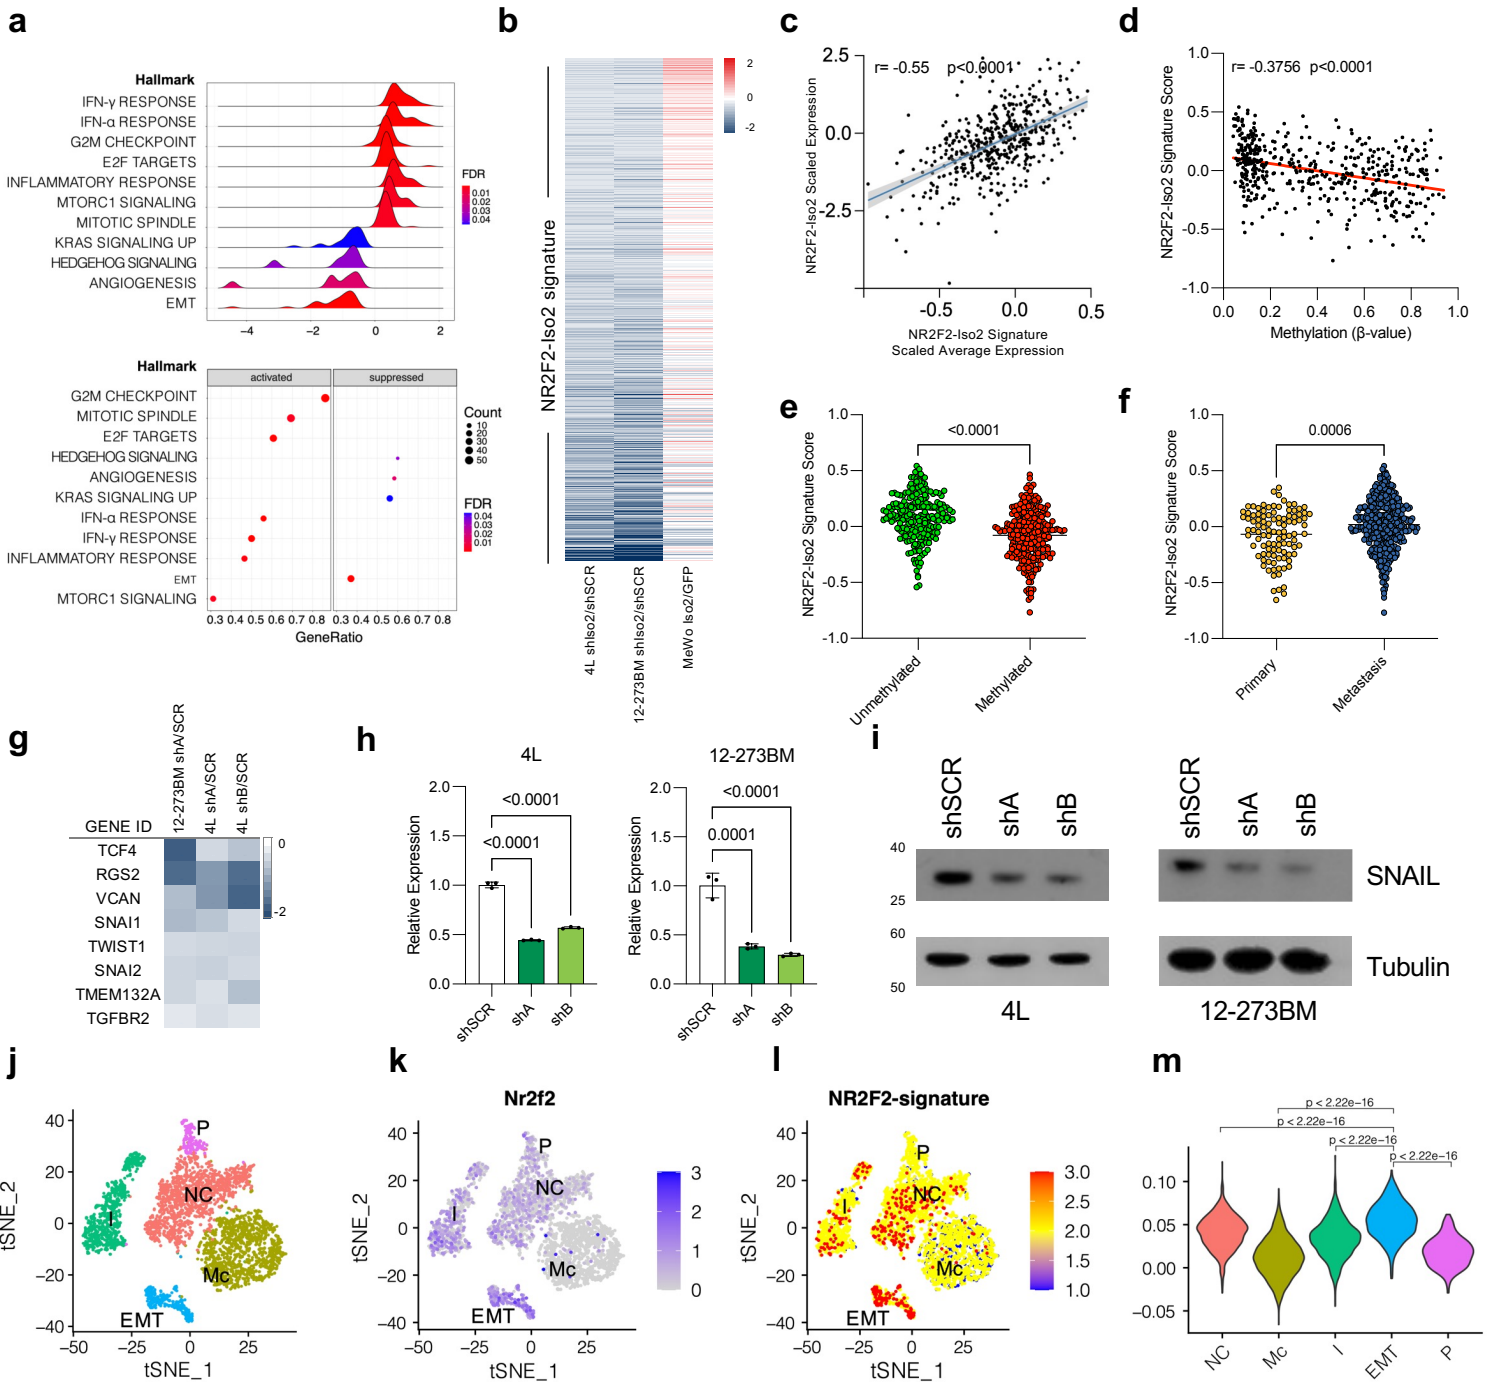 a
Hallmark
IFN-γ RESPONSE
IFN-α RESPONSE
G2M CHECKPOINT
E2F TARGETS
INFLAMMATORY RESPONSE
MTORC1 SIGNALING
MITOTIC SPINDLE
KRAS SIGNALING UP
HEDGEHOG SIGNALING
ANGIOGENESIS
EMT
−4 −2 0 2
FDR
0.01
0.02
0.03
0.04
Hallmark
activated suppressed
G2M CHECKPOINT
MITOTIC SPINDLE
E2F TARGETS
HEDGEHOG SIGNALING
ANGIOGENESIS
KRAS SIGNALING UP
IFN-α RESPONSE
IFN-γ RESPONSE
INFLAMMATORY RESPONSE
EMT
MTORC1 SIGNALING
0.3 0.4 0.5 0.6 0.7 0.8 0.3 0.4 0.5 0.6 0.7 0.8
GeneRatio
Count
10
20
30
40
50
FDR
0.04
0.03
0.02
0.01
b
NR2F2-Iso2 signature
2
0
-2
4L shIso2/shSCR
12-273BM shIso2/shSCR
MeWo Iso2/GFP
c
r= -0.55 p<0.0001
NR2F2-Iso2 Scaled Expression
2.5
0.0
-2.5
-0.5 0.0 0.5
NR2F2-Iso2 Signature
Scaled Average Expression
d
r= -0.3756 p<0.0001
NR2F2-Iso2 Signature Score
1.0
0.5
0.0
-0.5
-1.0
0.0 0.2 0.4 0.6 0.8 1.0
Methylation (β-value)
e
NR2F2-Iso2 Signature Score
1.0
0.5
0.0
-0.5
-1.0
<0.0001
Unmethylated
Methylated
f
NR2F2-Iso2 Signature Score
1.0
0.5
0.0
-0.5
-1.0
0.0006
Primary
Metastasis
g
12-273BM shA/SCR
4L shA/SCR
4L shB/SCR
GENE ID
TCF4
RGS2
VCAN
SNAI1
TWIST1
SNAI2
TMEM132A
TGFBR2
0
-2
h
4L
Relative Expression
2.0
1.5
1.0
0.5
0.0
<0.0001
<0.0001
shSCR
shA
shB
12-273BM
Relative Expression
2.0
1.5
1.0
0.5
0.0
<0.0001
0.0001
shSCR
shA
shB
i
shSCR shA shB shSCR shA shB
40
25
SNAIL
60
50
Tubulin
4L 12-273BM
j
tSNE_2
40
20
0
−20
−40
P
NC
I
Mc
EMT
−50 −25 0 25
tSNE_1
k
Nr2f2
tSNE_2
40
20
0
−20
−40
P
NC
I
Mc
EMT
−50 −25 0 25
tSNE_1
3
2
1
0
l
NR2F2-signature
tSNE_2
40
20
0
−20
−40
P
NC
I
Mc
EMT
−50 −25 0 25
tSNE_1
3.0
2.5
2.0
1.5
1.0
m
p < 2.22e−16
p < 2.22e−16
p < 2.22e−16
p < 2.22e−16
0.10
0.05
0.00
−0.05
NC
Mc
I
EMT
P